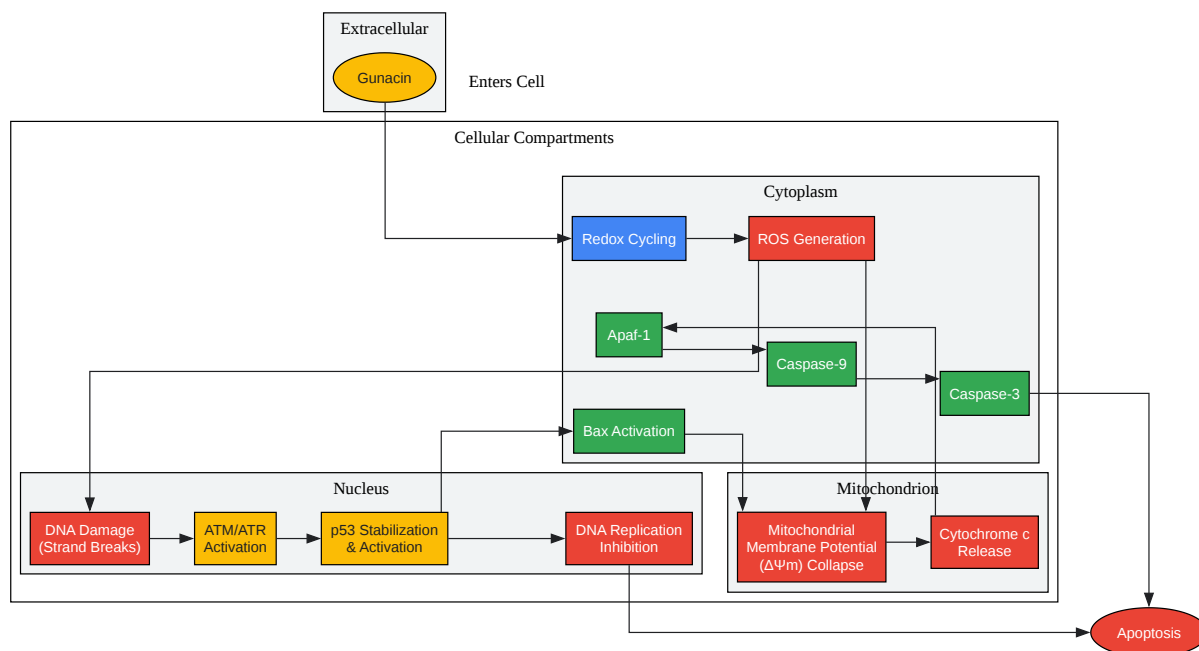 Extracellular
Gunacin
Enters Cell
Cellular Compartments
Cytoplasm
Redox Cycling
ROS Generation
Apaf-1
Caspase-9
Caspase-3
Bax Activation
Nucleus
DNA Damage
(Strand Breaks)
ATM/ATR
Activation
p53 Stabilization
& Activation
DNA Replication
Inhibition
Mitochondrion
Mitochondrial
Membrane Potential
(ΔΨm) Collapse
Cytochrome c
Release
Apoptosis